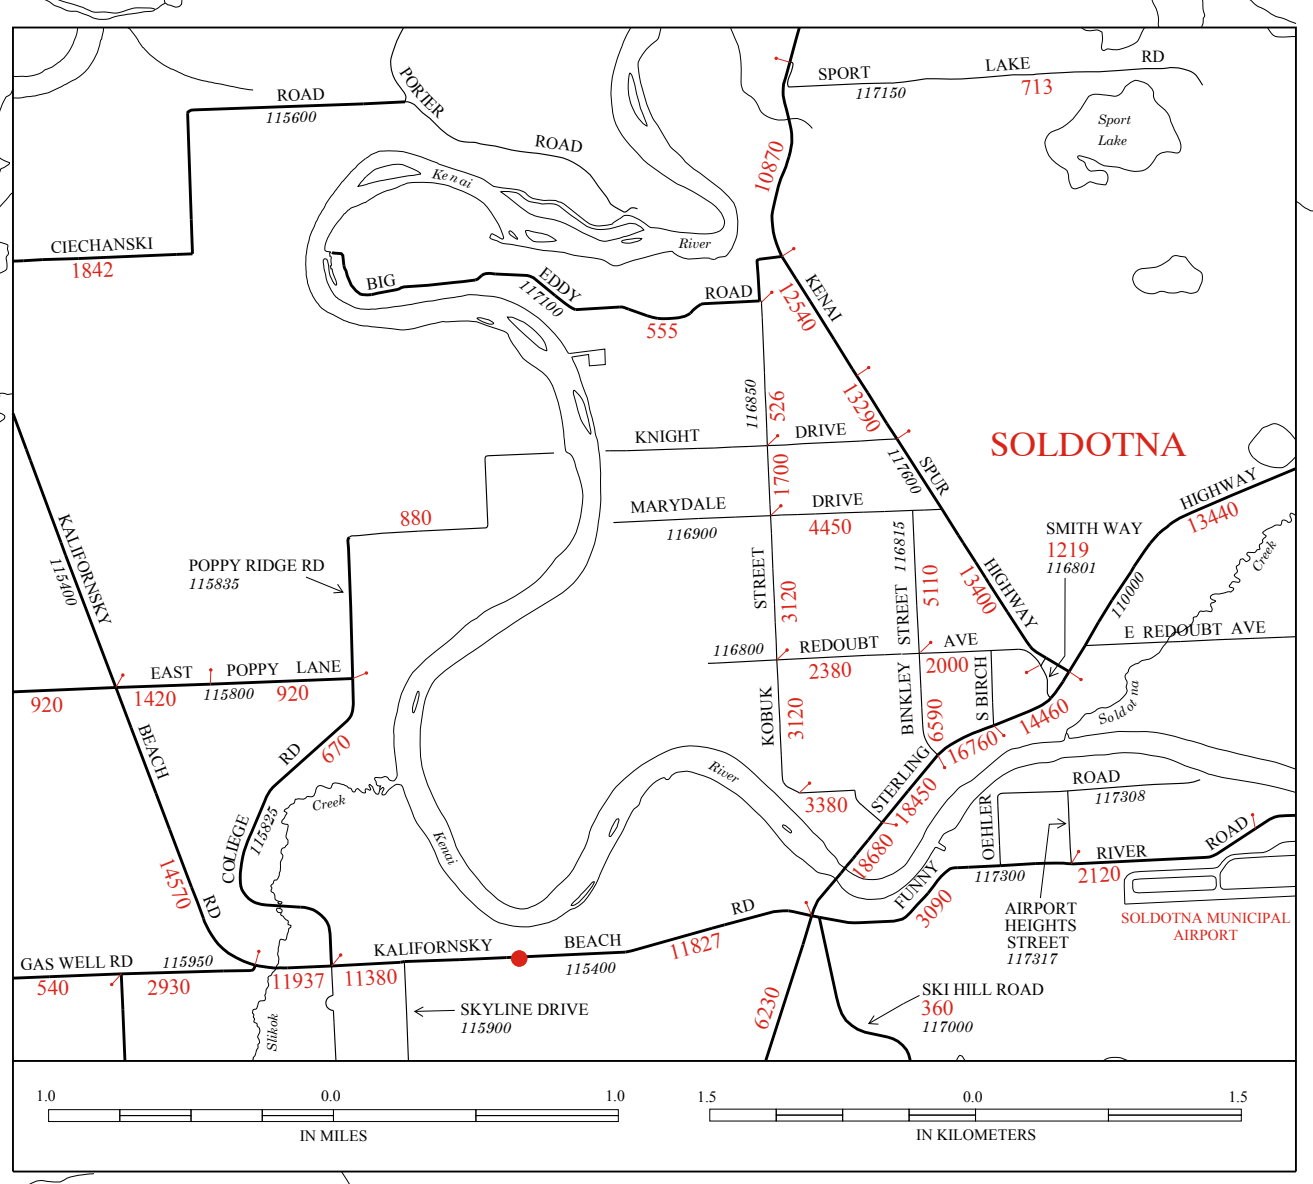 SPORT LAKE RD
117150
713
Sport
Lake
PORTER
ROAD
ROAD
115600
Kenai
River
10870
CIECHANSKI
1842
BIG EDDY ROAD
117100
555
KENAI
12540
116850
526
13290
KNIGHT DRIVE
SOLDOTNA
1700
117600
SPUR
HIGHWAY
13440
MARYDALE DRIVE
116900
4450
880
KALIFORNSKY
115400
POPPY RIDGE RD
115835
STREET
3120
STREET 116815
5110
HIGHWAY
13400
SMITH WAY
1219
116801
110000
Creek
E REDOUBT AVE
116800
REDOUBT AVE
2380
2000
EAST POPPY LANE
920
1420
115800
920
KOBUK
3120
BINKLEY
6590
S BIRCH
14460
Soldotna
16760
BEACH
RD
670
River
STERLING
18450
3380
ROAD
117308
OEHLER
Creek
COLIEGE
115825
Kenai
18680
FUNNY
RIVER
ROAD
117300
2120
3090
14570
RD
AIRPORT
HEIGHTS
STREET
117317
SOLDOTNA MUNICIPAL
AIRPORT
RD
11827
KALIFORNSKY BEACH
115400
GAS WELL RD
115950
540
2930
11937
11380
SKYLINE DRIVE
115900
Slikok
6230
SKI HILL ROAD
360
117000
1.0 0.0 1.0
IN MILES
1.5 0.0 1.5
IN KILOMETERS